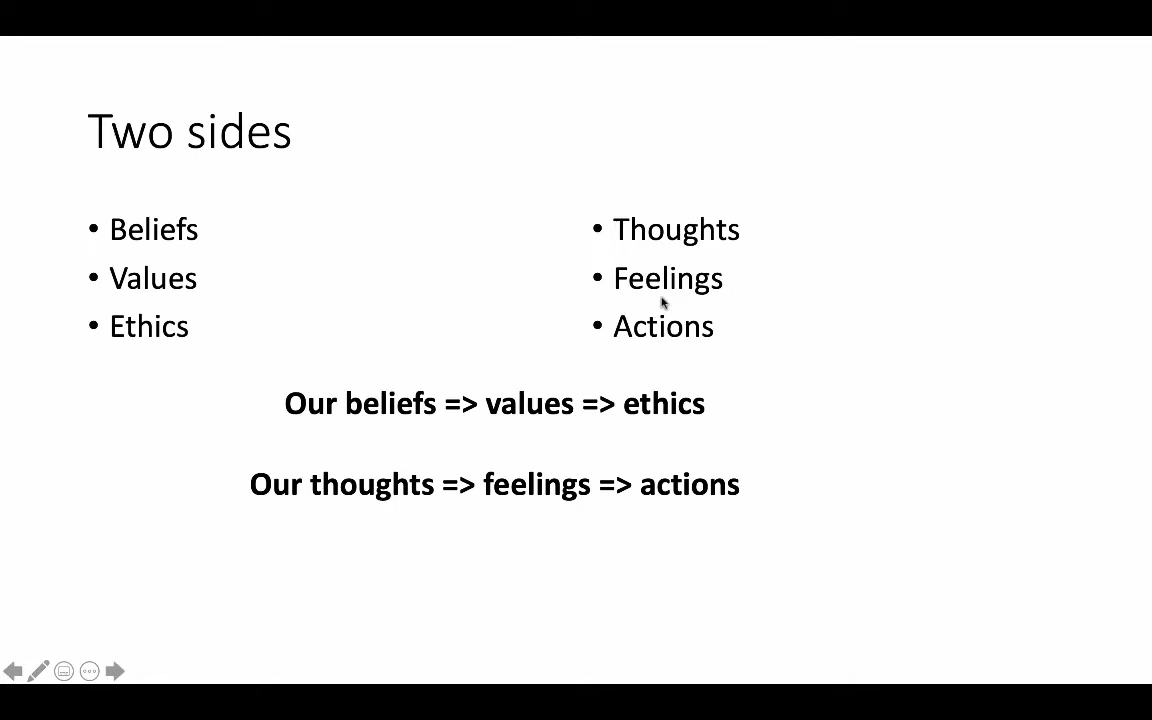 Two sides
• Beliefs
• Values
• Ethics
• Thoughts
• Feelings
• Actions
Our beliefs => values => ethics
Our thoughts => feelings => actions